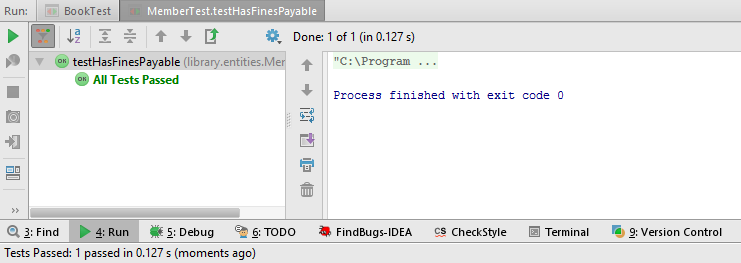 Run: BookTest MemberTest.testHasFinesPayable
Done: 1 of 1 (in 0.127 s)
testHasFinesPayable (library.entities.Mer
OK All Tests Passed
"C:\Program ...
Process finished with exit code 0
3: Find 4: Run 5: Debug 6: TODO FindBugs-IDEA CS CheckStyle Terminal 9: Version Control
Tests Passed: 1 passed in 0.127 s (moments ago)